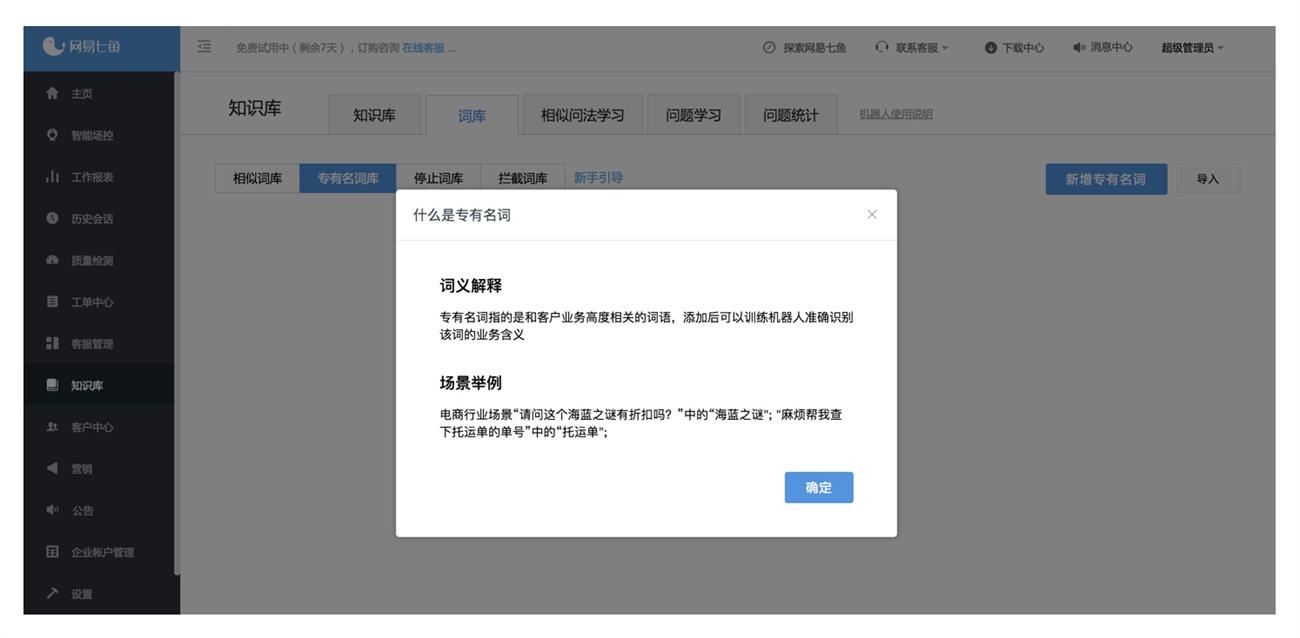 网易七鱼
免费试用中（剩余7天），订购咨询 在线客服 ...
探索网易七鱼
联系客服
下载中心
消息中心
超级管理员
主页
智能场控
工作报表
历史会话
质量检测
工单中心
客服管理
知识库
客户中心
营销
公告
企业帐户管理
设置
知识库
知识库
词库
相似问法学习
问题学习
问题统计
机器人使用说明
相似词库
专有名词库
停止词库
拦截词库
新手引导
新增专有名词
导入
什么是专有名词
词义解释
专有名词指的是和客户业务高度相关的词语，添加后可以训练机器人准确识别
该词的业务含义
场景举例
电商行业场景“请问这个海蓝之谜有折扣吗？”中的“海蓝之谜"; "麻烦帮我查
下托运单的单号”中的“托运单";
确定